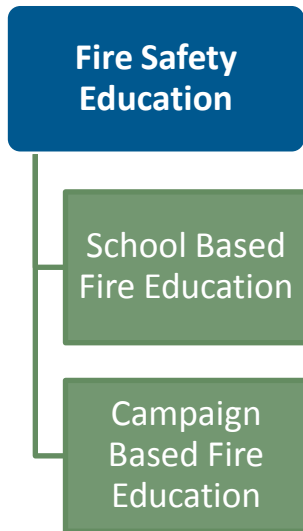 Fire Safety
Education
School Based
Fire Education
Campaign
Based Fire
Education